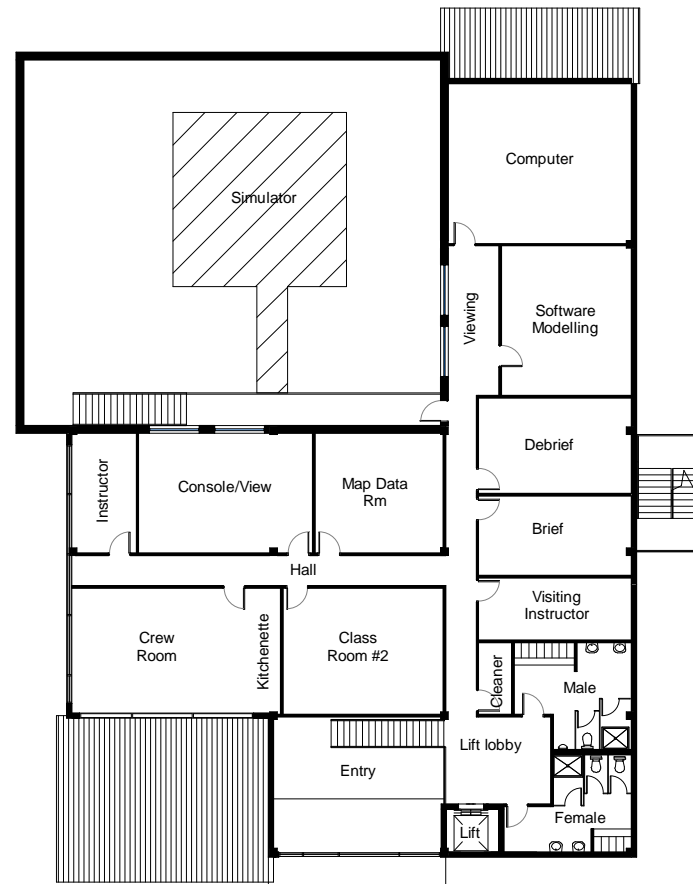 Computer
Simulator
Viewing
Software
Modelling
Debrief
Instructor
Console/View
Map Data
Rm
Brief
Hall
Visiting
Instructor
Crew
Room
Kitchenette
Class
Room #2
Cleaner
Male
Lift lobby
Entry
Lift
Female